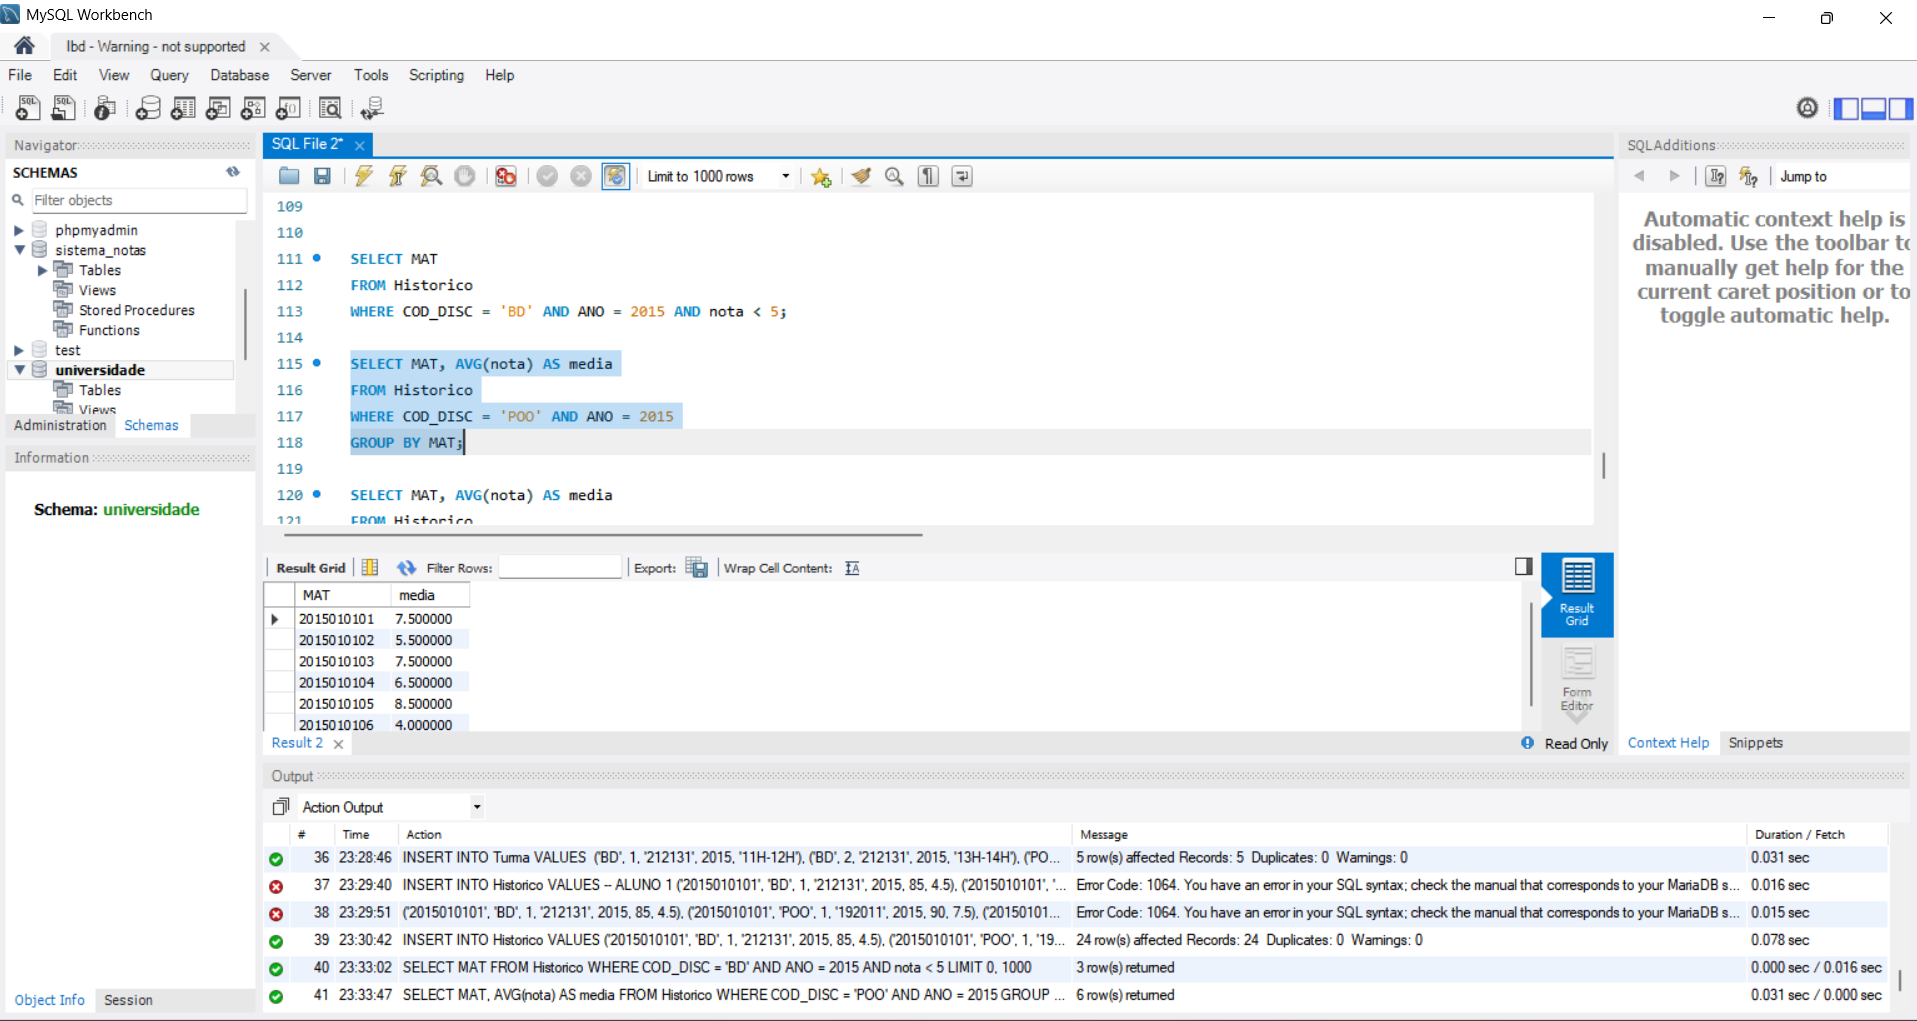 MySQL Workbench
lbd - Warning - not supported
File Edit View Query Database Server Tools Scripting Help
Navigator
SCHEMAS
Filter objects
phpmyadmin
sistema_notas
Tables
Views
Stored Procedures
Functions
test
universidade
Tables
Views
Administration Schemas
Information
Schema: universidade
Object Info Session
SQL File 2*
Limit to 1000 rows
109
110
111 SELECT MAT
112 FROM Historico
113 WHERE COD_DISC = 'BD' AND ANO = 2015 AND nota < 5;
114
115 SELECT MAT, AVG(nota) AS media
116 FROM Historico
117 WHERE COD_DISC = 'POO' AND ANO = 2015
118 GROUP BY MAT;
119
120 SELECT MAT, AVG(nota) AS media
121 FROM Historico
Result Grid Filter Rows: Export: Wrap Cell Content:
MAT media
2015010101 7.500000
2015010102 5.500000
2015010103 7.500000
2015010104 6.500000
2015010105 8.500000
2015010106 4.000000
Result Grid
Form Editor
Result 2
Read Only
SQLAdditions
Jump to
Automatic context help is
disabled. Use the toolbar to
manually get help for the
current caret position or to
toggle automatic help.
Context Help Snippets
Output
Action Output
# Time Action Message Duration / Fetch
36 23:28:46 INSERT INTO Turma VALUES ('BD', 1, '212131', 2015, '11H-12H'), ('BD', 2, '212131', 2015, '13H-14H'), ('PO... 5 row(s) affected Records: 5 Duplicates: 0 Warnings: 0 0.031 sec
37 23:29:40 INSERT INTO Historico VALUES -- ALUNO 1 ('2015010101', 'BD', 1, '212131', 2015, 85, 4.5), ('2015010101', '... Error Code: 1064. You have an error in your SQL syntax; check the manual that corresponds to your MariaDB s... 0.016 sec
38 23:29:51 ('2015010101', 'BD', 1, '212131', 2015, 85, 4.5), ('2015010101', 'POO', 1, '192011', 2015, 90, 7.5), ('20150101... Error Code: 1064. You have an error in your SQL syntax; check the manual that corresponds to your MariaDB s... 0.015 sec
39 23:30:42 INSERT INTO Historico VALUES ('2015010101', 'BD', 1, '212131', 2015, 85, 4.5), ('2015010101', 'POO', 1, '19... 24 row(s) affected Records: 24 Duplicates: 0 Warnings: 0 0.078 sec
40 23:33:02 SELECT MAT FROM Historico WHERE COD_DISC = 'BD' AND ANO = 2015 AND nota < 5 LIMIT 0, 1000 3 row(s) returned 0.000 sec / 0.016 sec
41 23:33:47 SELECT MAT, AVG(nota) AS media FROM Historico WHERE COD_DISC = 'POO' AND ANO = 2015 GROUP ... 6 row(s) returned 0.031 sec / 0.000 sec